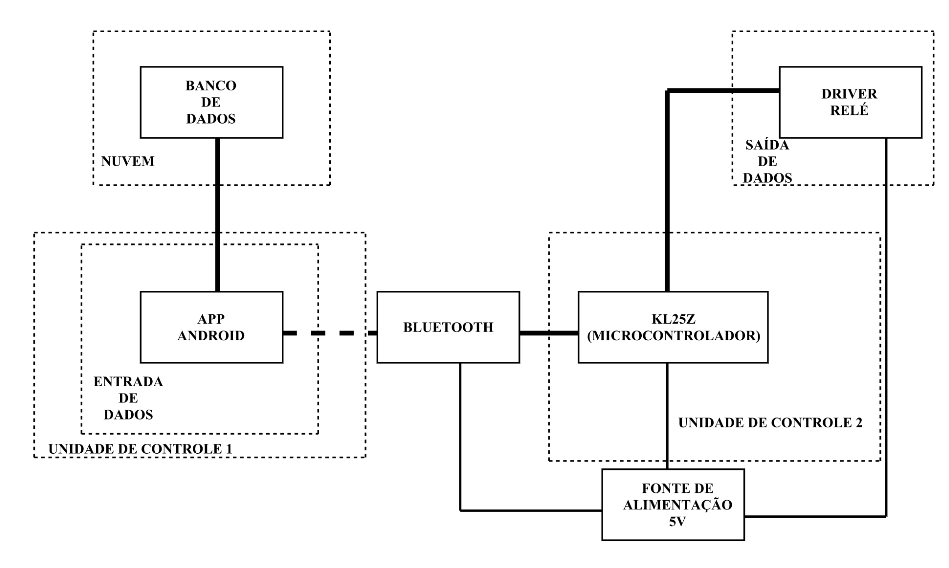 BANCO
DE
DADOS
NUVEM
DRIVER
RELÉ
SAÍDA
DE
DADOS
APP
ANDROID
ENTRADA
DE
DADOS
UNIDADE DE CONTROLE 1
BLUETOOTH
KL25Z
(MICROCONTROLADOR)
UNIDADE DE CONTROLE 2
FONTE DE
ALIMENTAÇÃO
5V